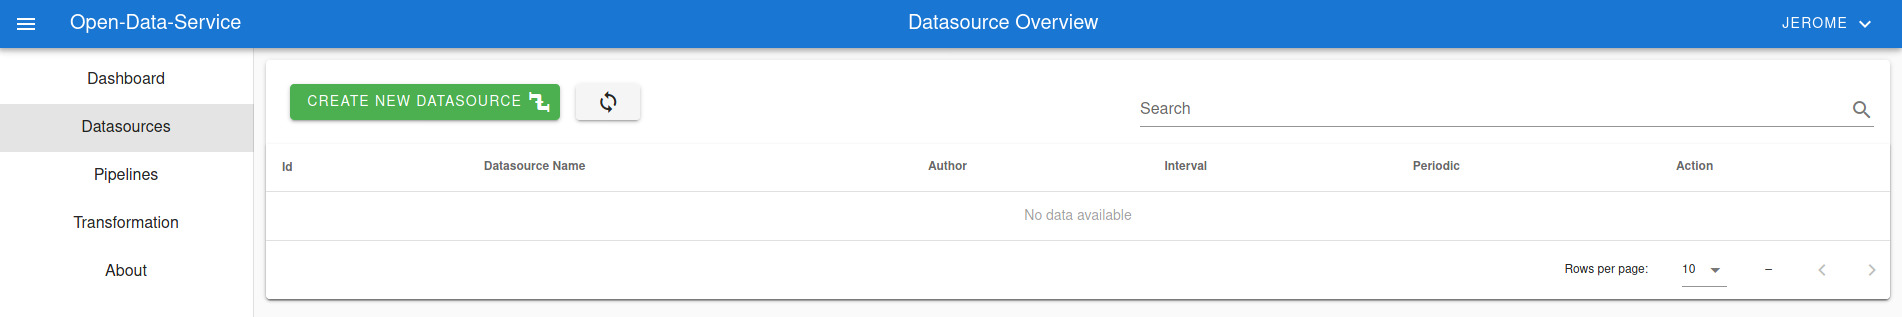 Open-Data-Service Datasource Overview JEROME
Dashboard
Datasources
Pipelines
Transformation
About
CREATE NEW DATASOURCE
Search
Id Datasource Name Author Interval Periodic Action
No data available
Rows per page: 10 –